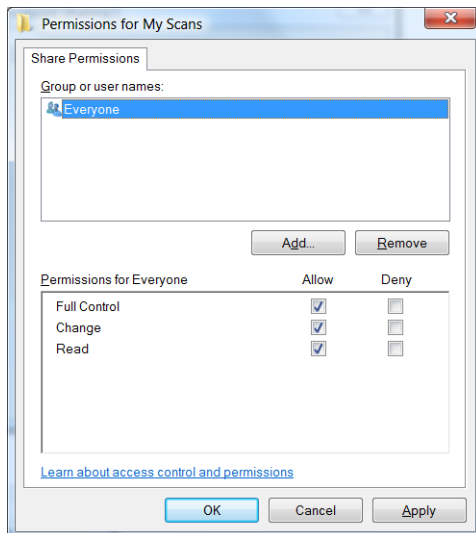 Permissions for My Scans
Share Permissions
Group or user names:
Everyone
Add... Remove
Permissions for Everyone Allow Deny
Full Control
Change
Read
Learn about access control and permissions
OK Cancel Apply